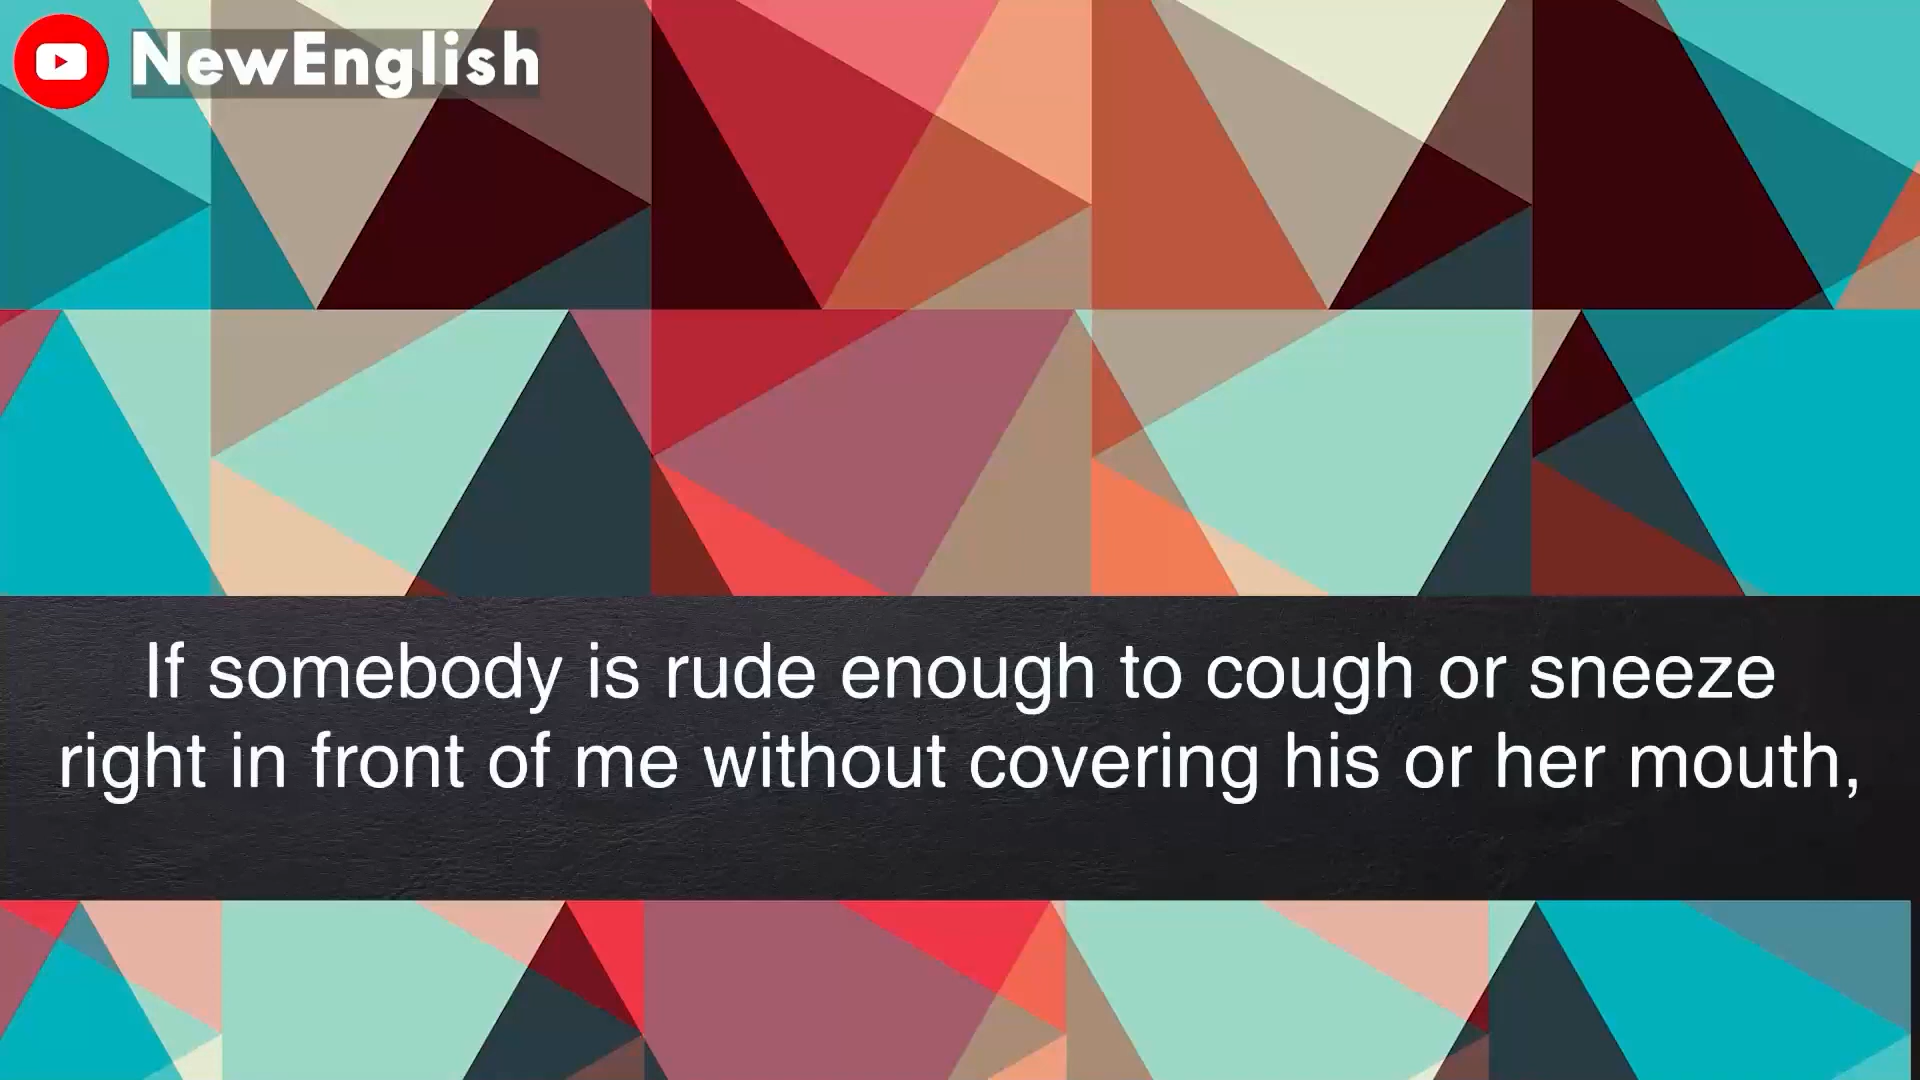 NewEnglish
If somebody is rude enough to cough or sneeze
right in front of me without covering his or her mouth,